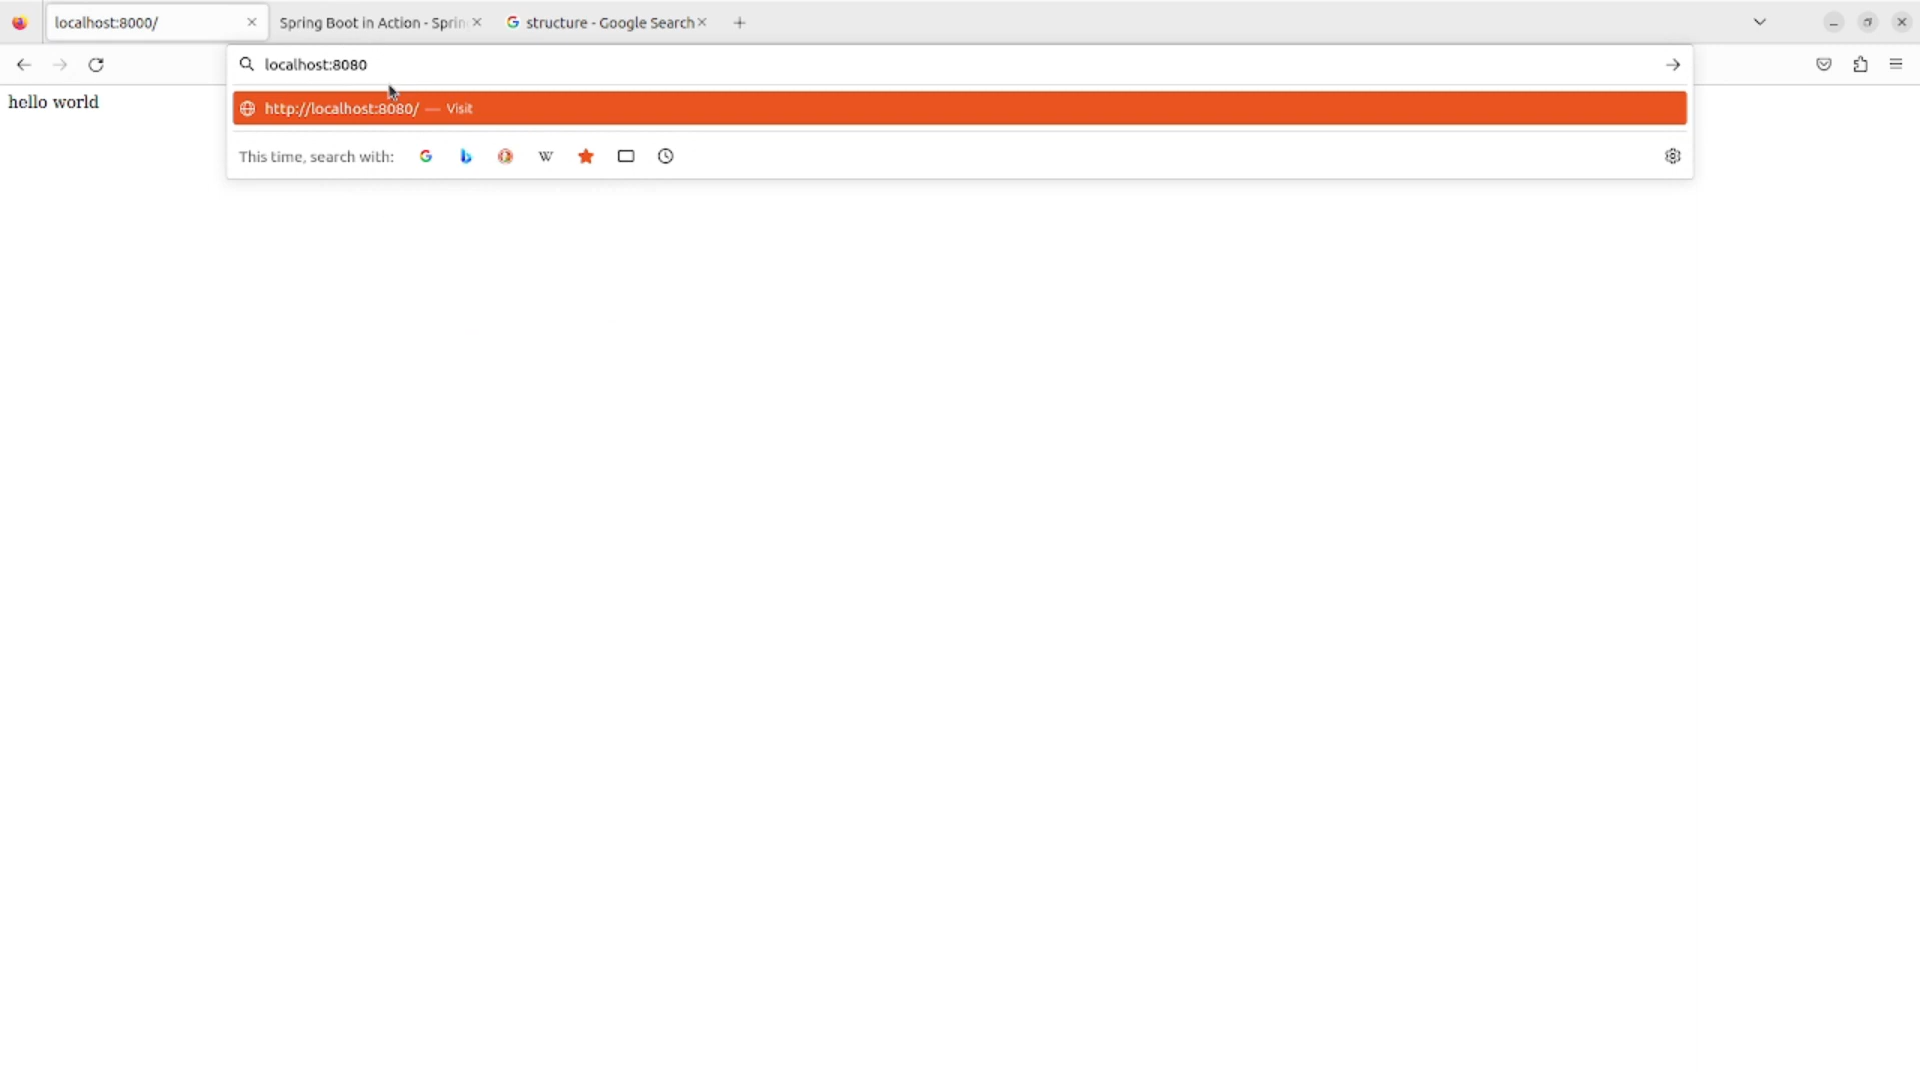 localhost:8000/
Spring Boot in Action - Sprin
structure - Google Search
localhost:8080
http://localhost:8080/ — Visit
hello world
This time, search with: